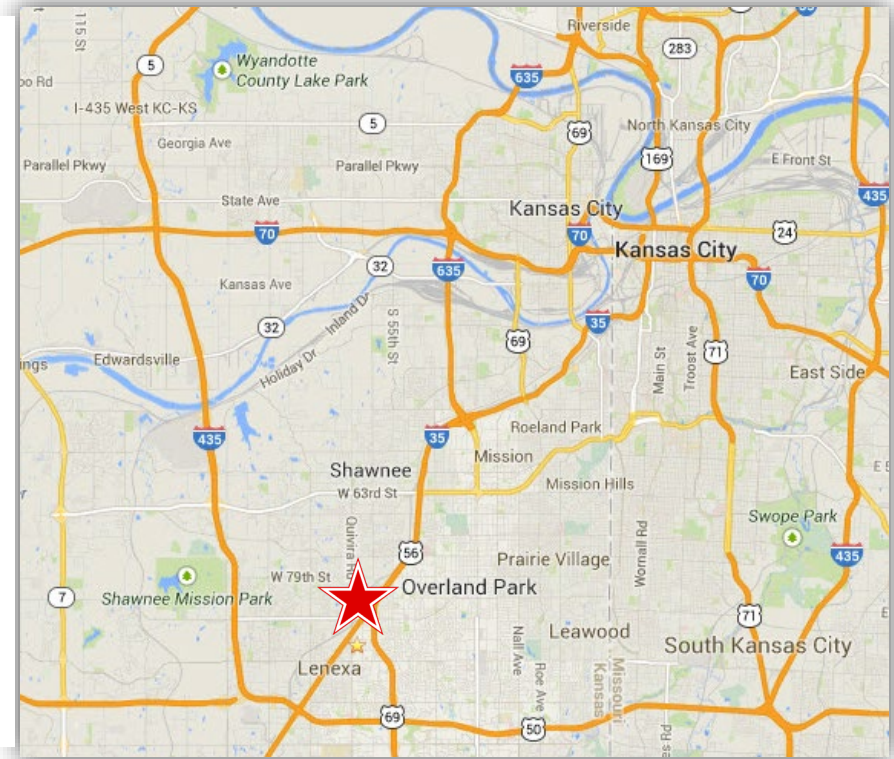 115 St
Riverside
35
283
5
Wyandotte
County Lake Park
635
I-435 West KC-KS
5
69
North Kansas City
Georgia Ave
169
E Front St
Parallel Pkwy
Parallel Pkwy
435
State Ave
Kansas City
70
70
24
Kansas City
32
635
70
Kansas Ave
Inland Dr
32
S 55th St
35
69
Main St
Troost Ave
71
Edwardsville
Holiday Dr
East Side
435
35
Roeland Park
Mission
Shawnee
W 63rd St
Mission Hills
Swope Park
Quivira Rd
56
Wornall Rd
435
Prairie Village
W 79th St
Overland Park
7
Shawnee Mission Park
71
Leawood
South Kansas City
Nall Ave
Lenexa
Roe Ave
Kansas
Missouri
69
50